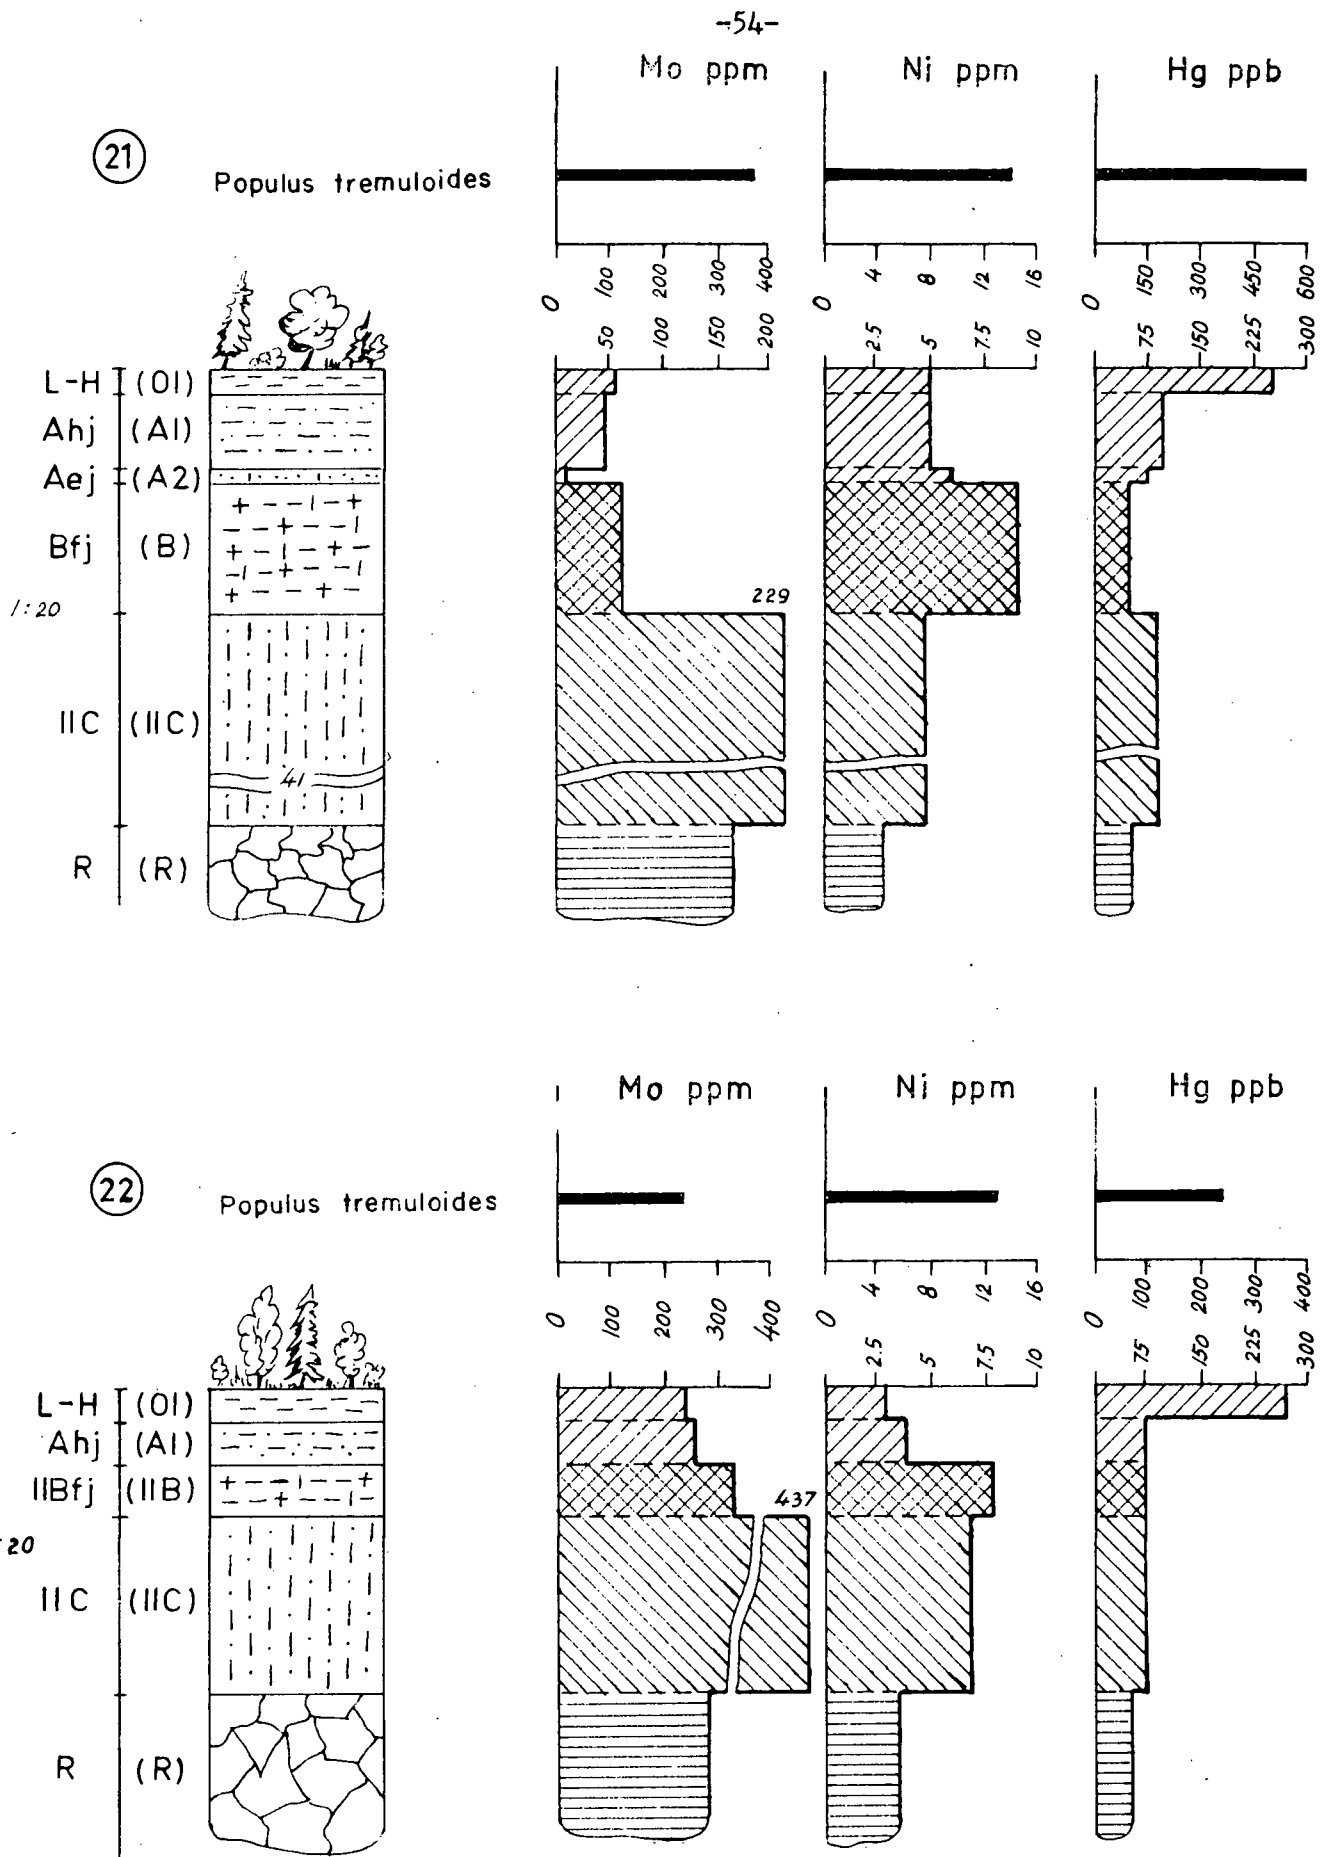 -54-
Mo ppm Ni ppm Hg ppb
21
Populus tremuloides
0 100 200 300 400 0 4 8 12 16 0 150 300 450 600
50 100 150 200 2.5 5 7.5 10 75 150 225 300
L-H (O1)
Ahj (A1)
Aej (A2)
Bfj (B)
1:20
229
IIC (IIC)
41
R (R)
Mo ppm Ni ppm Hg ppb
22
Populus tremuloides
0 100 200 300 400 0 4 8 12 16 0 100 200 300 400
2.5 5 7.5 10 75 150 225 300
L-H (O1)
Ahj (A1)
IIBfj (IIB)
437
20
IIC (IIC)
R (R)